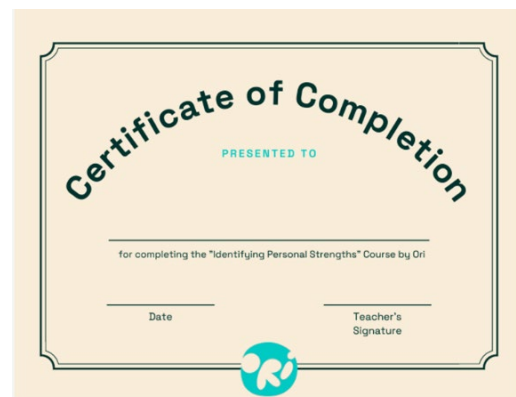 Certificate of Completion
PRESENTED TO
for completing the "Identifying Personal Strengths" Course by Ori
Date
Teacher's
Signature
ORi